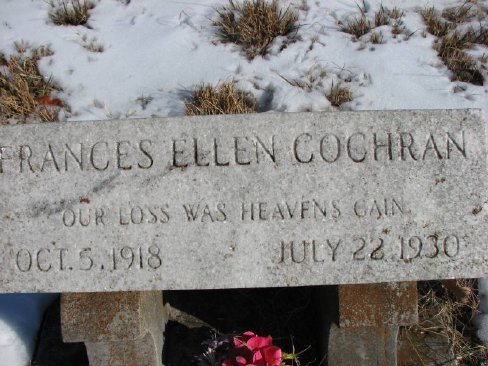 FRANCES ELLEN COCHRAN
OUR LOSS WAS HEAVENS GAIN
OCT. 5, 1918 JULY 22, 1930